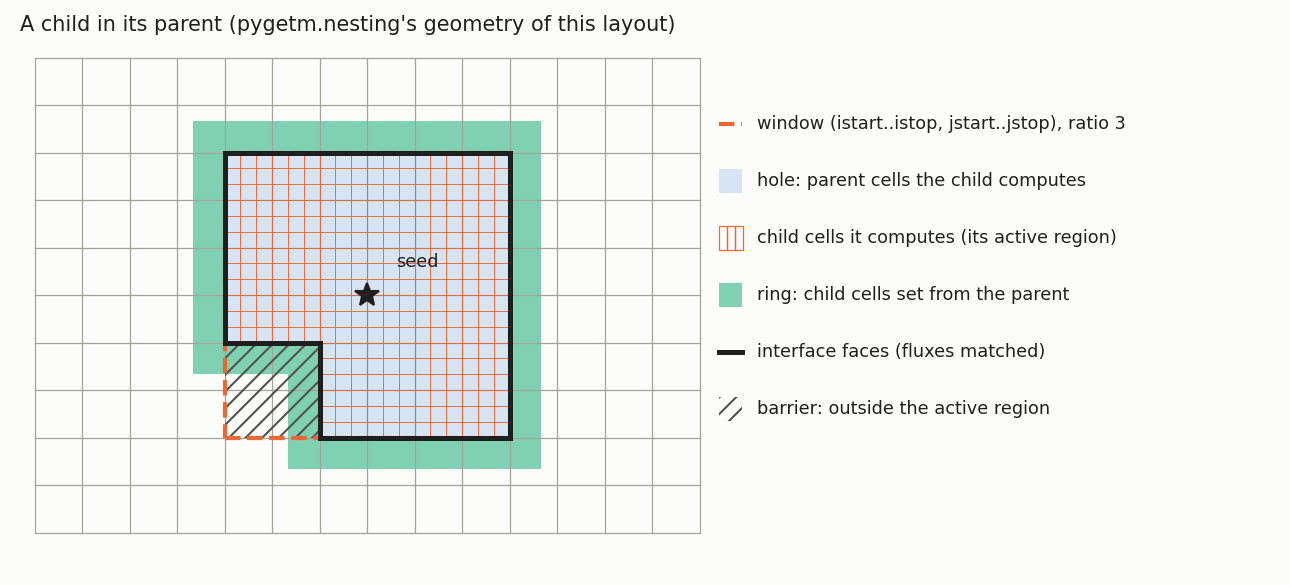 A child in its parent (pygetm.nesting's geometry of this layout)
window (istart..istop, jstart..jstop), ratio 3
hole: parent cells the child computes
child cells it computes (its active region)
seed
ring: child cells set from the parent
interface faces (fluxes matched)
barrier: outside the active region